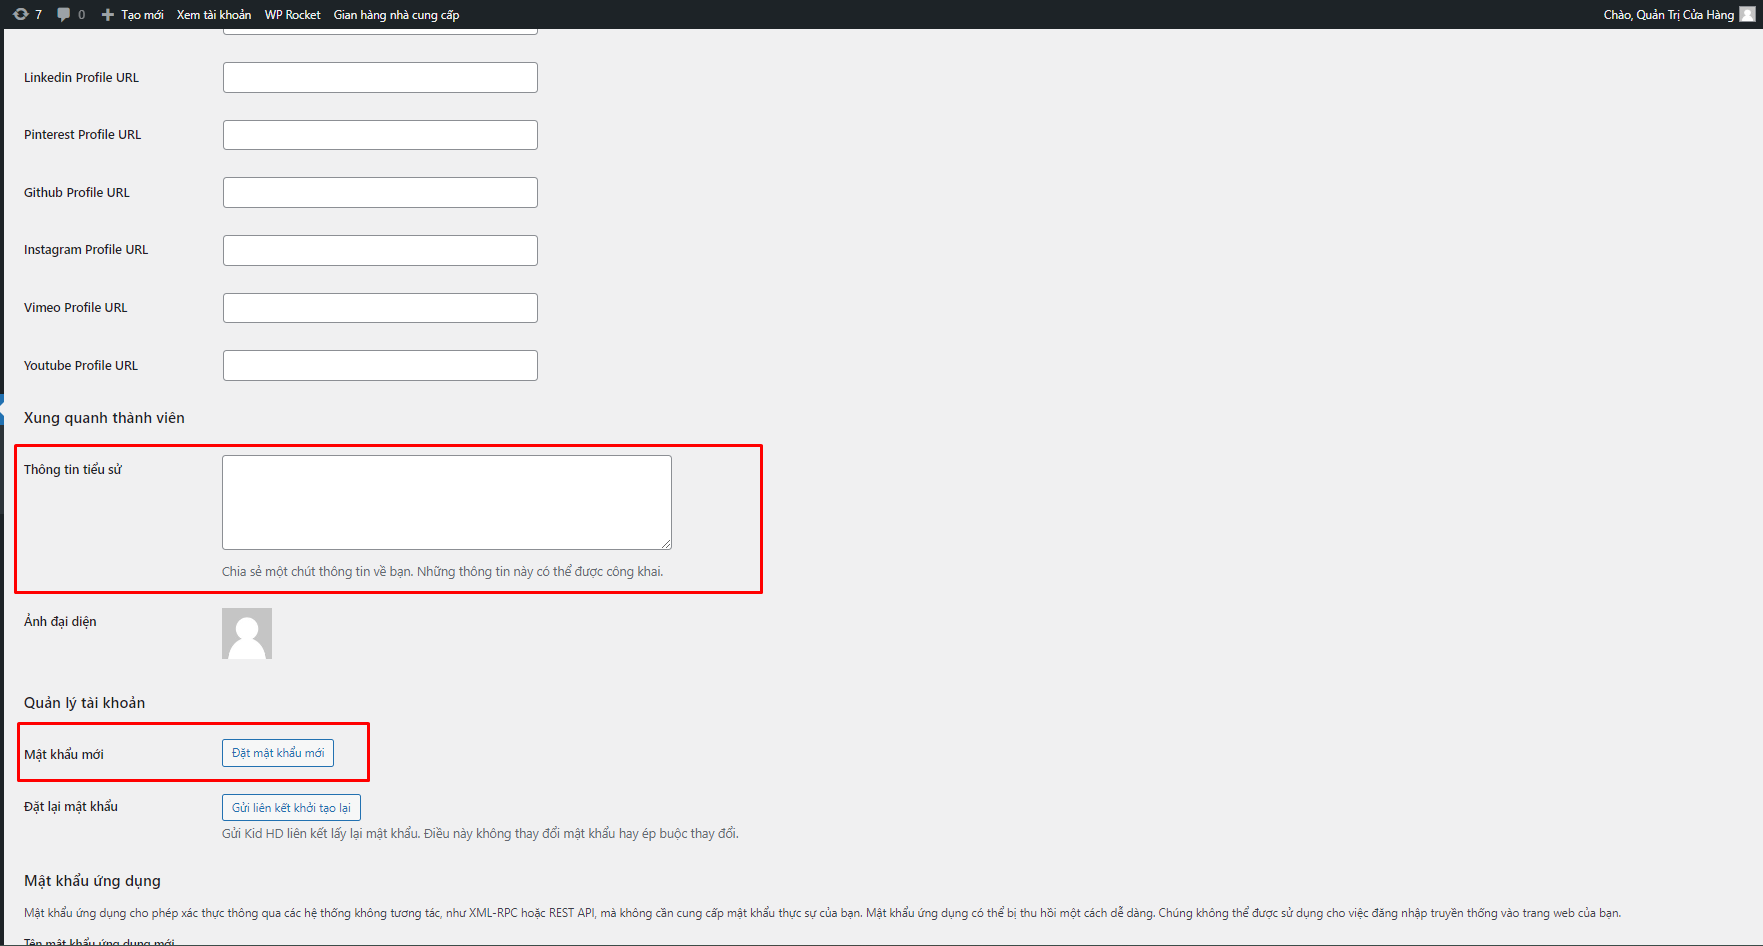 7 0 Tạo mới Xem tài khoản WP Rocket Gian hàng nhà cung cấp Chào, Quản Trị Cửa Hàng
Linkedin Profile URL
Pinterest Profile URL
Github Profile URL
Instagram Profile URL
Vimeo Profile URL
Youtube Profile URL
Xung quanh thành viên
Thông tin tiểu sử
Chia sẻ một chút thông tin về bạn. Những thông tin này có thể được công khai.
Ảnh đại diện
Quản lý tài khoản
Mật khẩu mới Đặt mật khẩu mới
Đặt lại mật khẩu Gửi liên kết khởi tạo lại
Gửi Kid HD liên kết lấy lại mật khẩu. Điều này không thay đổi mật khẩu hay ép buộc thay đổi.
Mật khẩu ứng dụng
Mật khẩu ứng dụng cho phép xác thực thông qua các hệ thống không tương tác, như XML-RPC hoặc REST API, mà không cần cung cấp mật khẩu thực sự của bạn. Mật khẩu ứng dụng có thể bị thu hồi một cách dễ dàng. Chúng không thể được sử dụng cho việc đăng nhập truyền thống vào trang web của bạn.
Tên mật khẩu ứng dụng mới